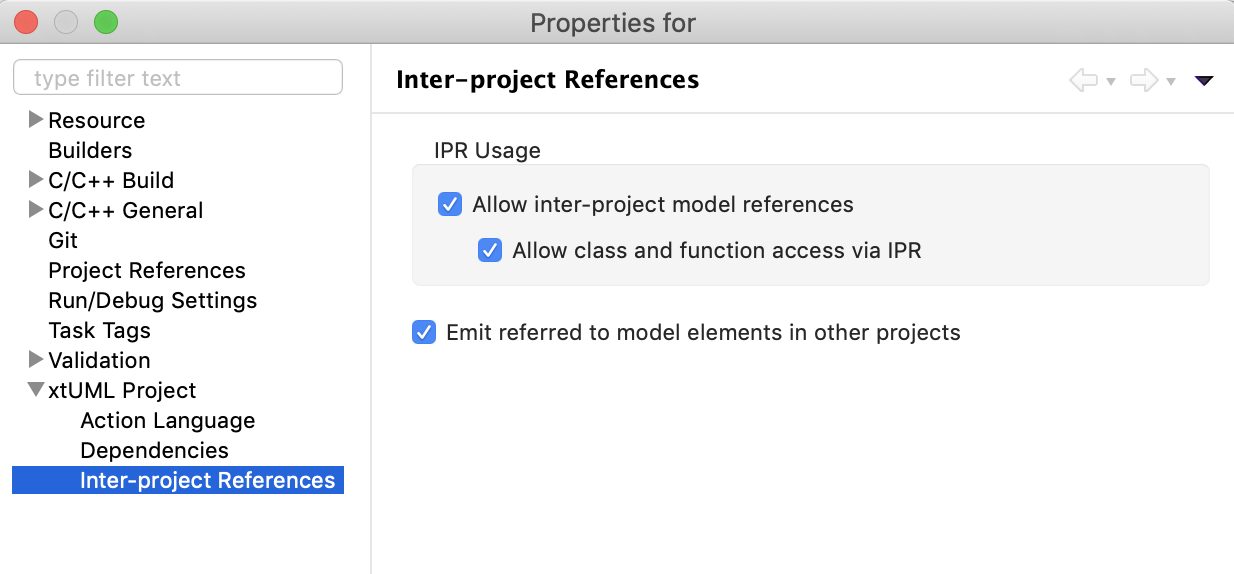 Properties for
type filter text
Resource
Builders
C/C++ Build
C/C++ General
Git
Project References
Run/Debug Settings
Task Tags
Validation
xtUML Project
Action Language
Dependencies
Inter-project References
Inter-project References
IPR Usage
Allow inter-project model references
Allow class and function access via IPR
Emit referred to model elements in other projects